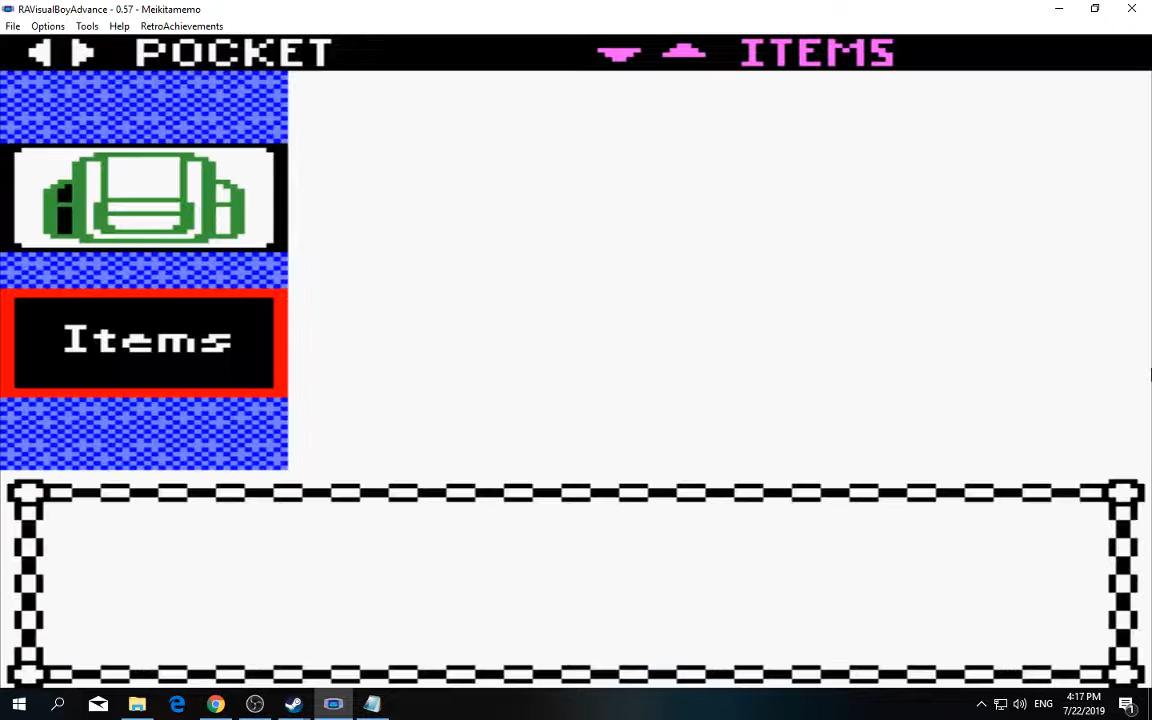 RAVisualBoyAdvance - 0.57 - Meikitamemo
File Options Tools Help RetroAchievements
POCKET ITEMS
Items
ENG
4:17 PM
7/22/2019
1